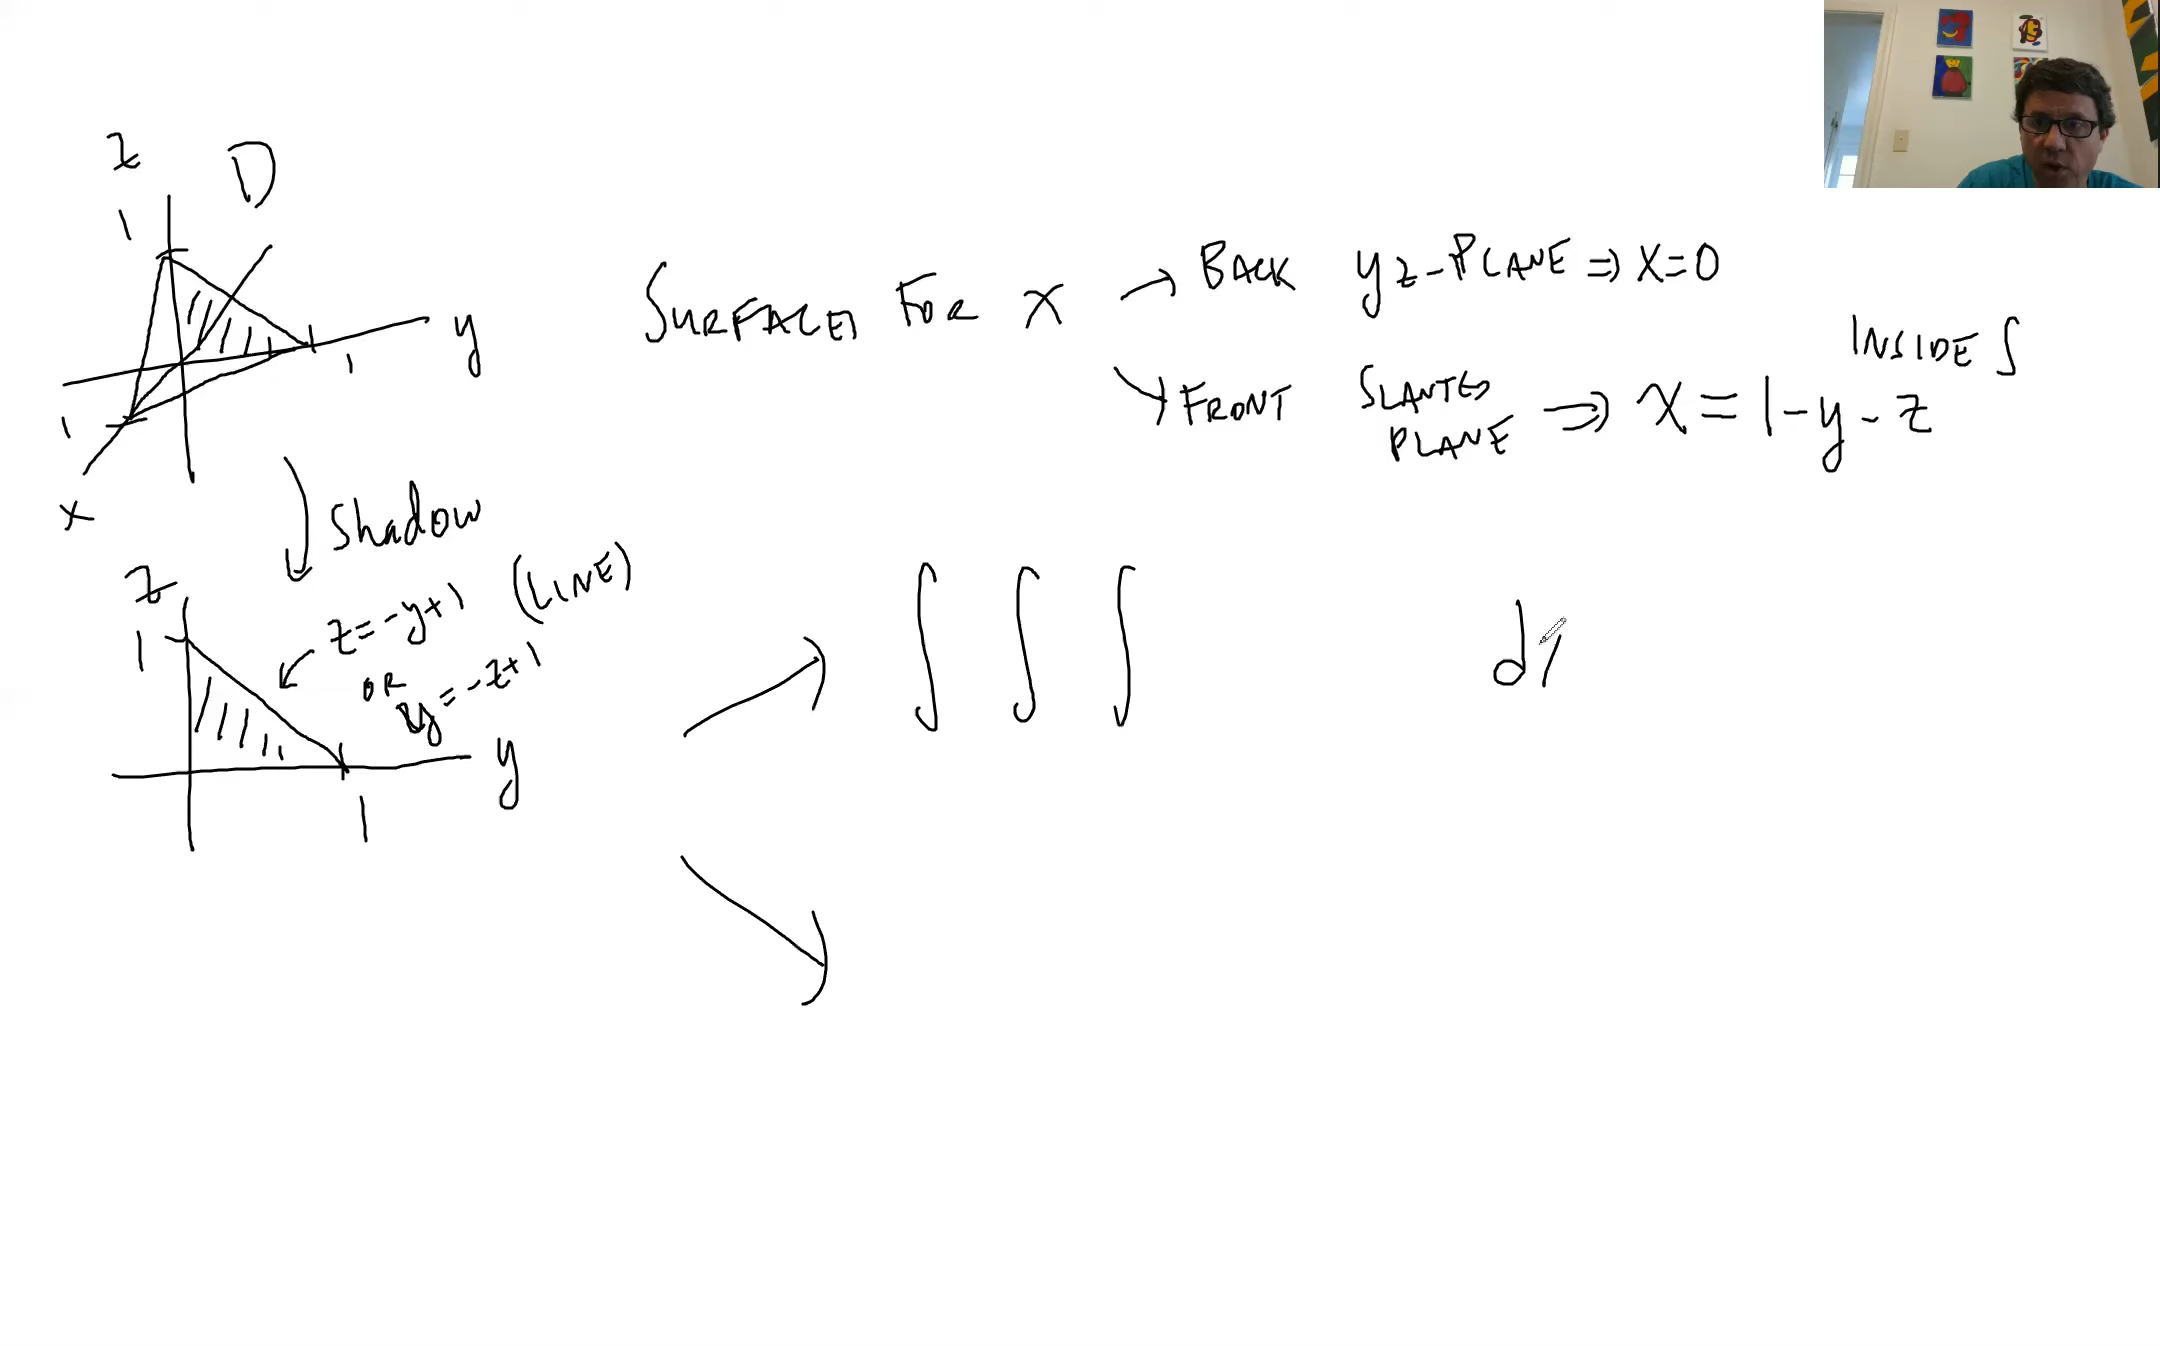 z
D
1
y
1
1
x
SURFACES FOR x
→ BACK yz-PLANE ⇒ x=0
INSIDE ∫
↘ FRONT SLANTED PLANE ⇒ x = 1-y-z
Shadow
z
1
z=-y+1 (LINE)
OR
y=-z+1
y
1
∫ ∫ ∫ d